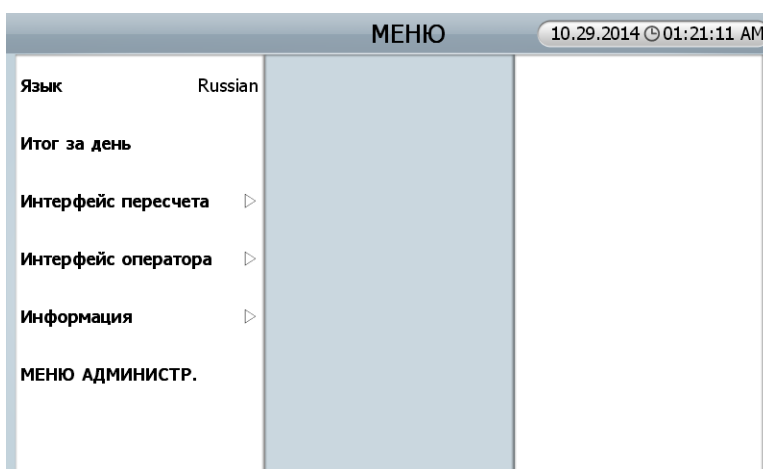 МЕНЮ 10.29.2014 01:21:11 AM
Язык Russian
Итог за день
Интерфейс пересчета
Интерфейс оператора
Информация
МЕНЮ АДМИНИСТР.